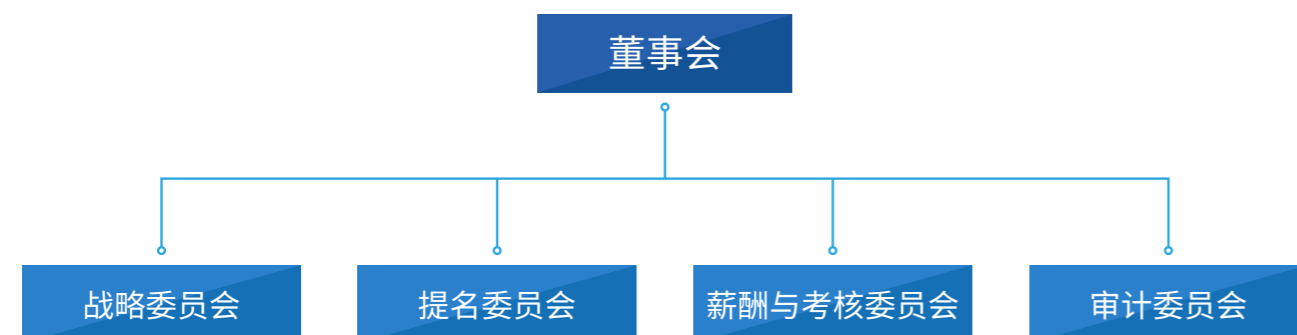 董事会
战略委员会
提名委员会
薪酬与考核委员会
审计委员会